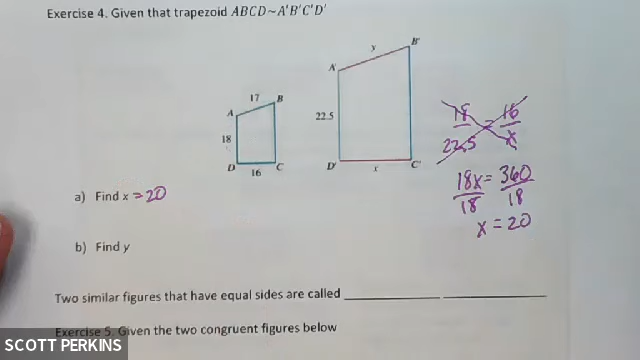 Exercise 4. Given that trapezoid ABCD~A'B'C'D'
y
B'
A'
17
B
A
22.5
18
D
C
16
D'
C'
x
18/22.5 = 16/x
18x/18 = 360/18
x = 20
a) Find x = 20
b) Find y
Two similar figures that have equal sides are called
Exercise 5. Given the two congruent figures below
SCOTT PERKINS